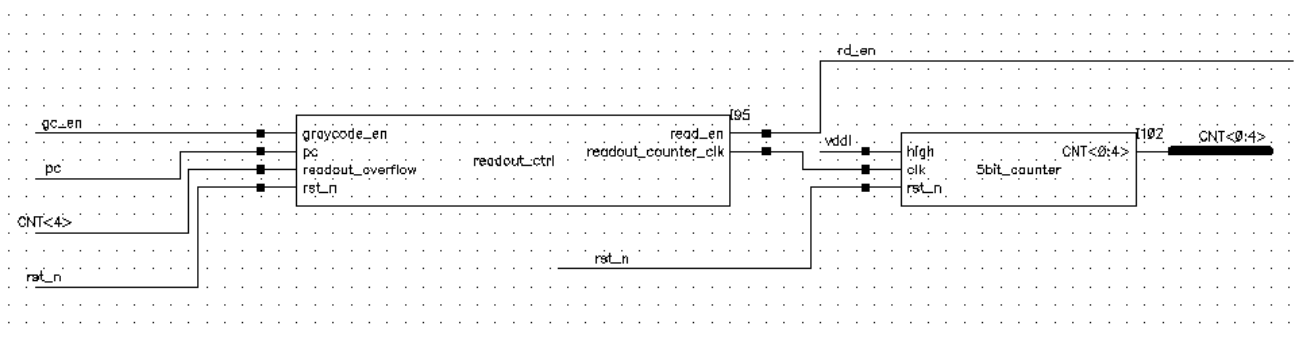 rd_en
I95
gc_en
graycode_en
read_en
I102
CNT<0:4>
vddl
pc
readout_ctrl
readout_counter_clk
high
CNT<0:4>
pc
readout_overflow
clk
5bit_counter
rst_n
rst_n
CNT<4>
rst_n
rst_n